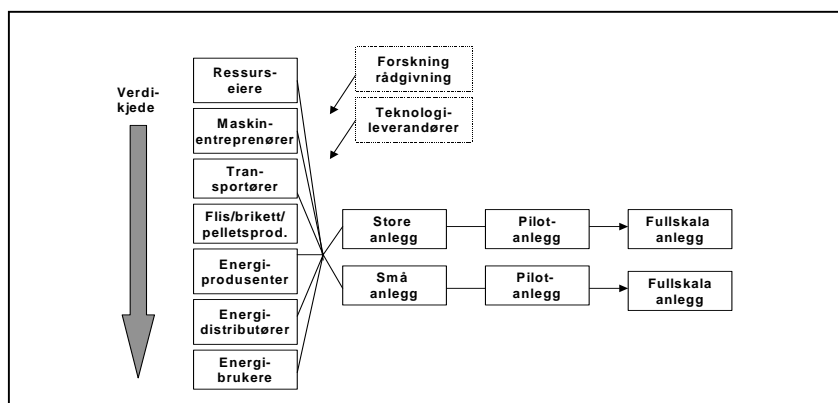 Verdi-
kjede
Ressurs-
eiere
Maskin-
entreprenører
Tran-
sportører
Flis/brikett/
pelletsprod.
Energi-
produsenter
Energi-
distributører
Energi-
brukere
Forskning
rådgivning
Teknologi-
leverandører
Store
anlegg
Pilot-
anlegg
Fullskala
anlegg
Små
anlegg
Pilot-
anlegg
Fullskala
anlegg